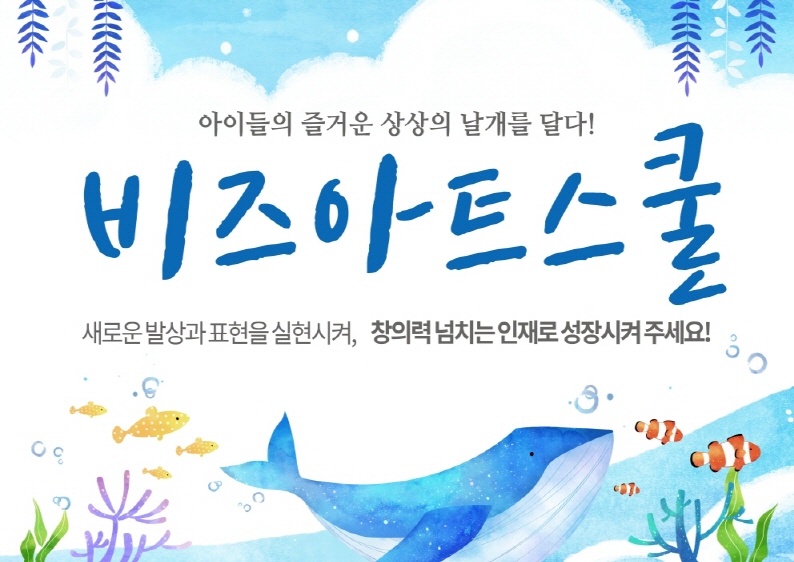 아이들의 즐거운 상상의 날개를 달다!
비즈아트스쿨
새로운 발상과 표현을 실현시켜, 창의력 넘치는 인재로 성장시켜 주세요!